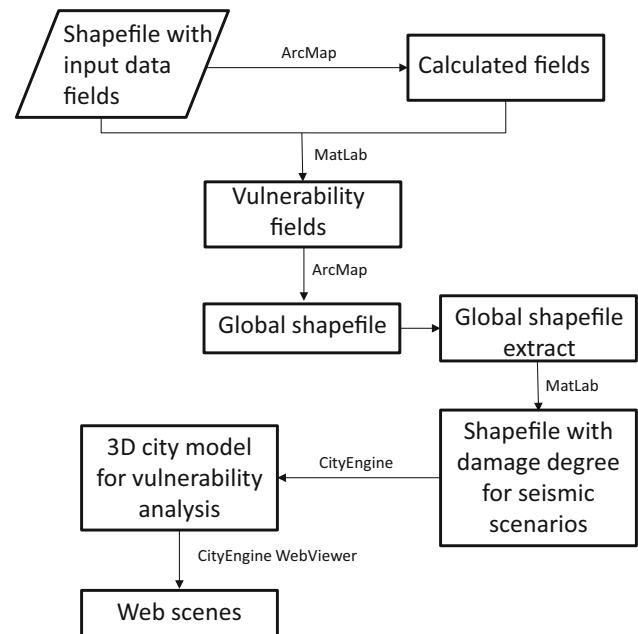 Shapefile with
input data
fields
ArcMap
Calculated fields
MatLab
Vulnerability
fields
ArcMap
Global shapefile
Global shapefile
extract
MatLab
3D city model
for vulnerability
analysis
CityEngine
Shapefile with
damage degree
for seismic
scenarios
CityEngine WebViewer
Web scenes